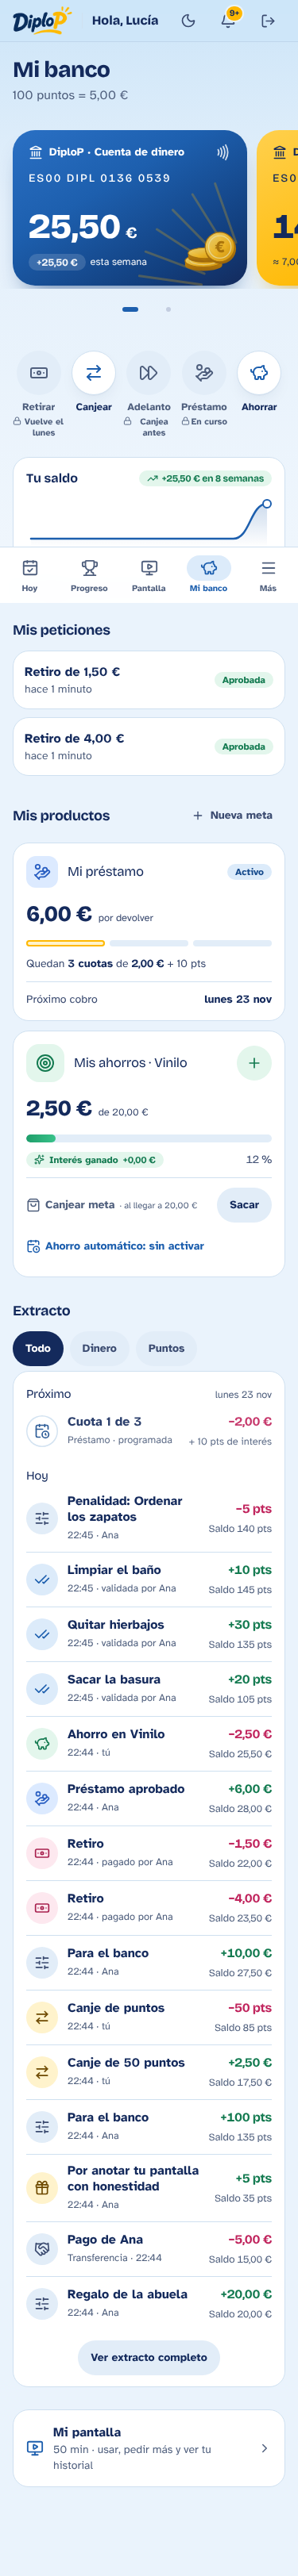 DiploP
Hola, Lucía
9+
Mi banco
100 puntos = 5,00 €
DiploP · Cuenta de dinero
ES00 DIPL 0136 0539
25,50 €
+25,50 € esta semana
ES0
≈ 7,00
Retirar
Canjear
Adelanto
Préstamo
Ahorrar
Vuelve el lunes
Canjea antes
En curso
Tu saldo
+25,50 € en 8 semanas
Hoy
Progreso
Pantalla
Mi banco
Más
Mis peticiones
Retiro de 1,50 €
hace 1 minuto
Aprobada
Retiro de 4,00 €
hace 1 minuto
Aprobada
Mis productos
+ Nueva meta
Mi préstamo
Activo
6,00 € por devolver
Quedan 3 cuotas de 2,00 € + 10 pts
Próximo cobro
lunes 23 nov
Mis ahorros · Vinilo
2,50 € de 20,00 €
Interés ganado +0,00 €
12 %
Canjear meta · al llegar a 20,00 €
Sacar
Ahorro automático: sin activar
Extracto
Todo
Dinero
Puntos
Próximo
lunes 23 nov
Cuota 1 de 3
−2,00 €
Préstamo · programada
+ 10 pts de interés
Hoy
Penalidad: Ordenar
los zapatos
−5 pts
22:45 · Ana
Saldo 140 pts
Limpiar el baño
+10 pts
22:45 · validada por Ana
Saldo 145 pts
Quitar hierbajos
+30 pts
22:45 · validada por Ana
Saldo 135 pts
Sacar la basura
+20 pts
22:45 · validada por Ana
Saldo 105 pts
Ahorro en Vinilo
−2,50 €
22:44 · tú
Saldo 25,50 €
Préstamo aprobado
+6,00 €
22:44 · Ana
Saldo 28,00 €
Retiro
−1,50 €
22:44 · pagado por Ana
Saldo 22,00 €
Retiro
−4,00 €
22:44 · pagado por Ana
Saldo 23,50 €
Para el banco
+10,00 €
22:44 · Ana
Saldo 27,50 €
Canje de puntos
−50 pts
22:44 · tú
Saldo 85 pts
Canje de 50 puntos
+2,50 €
22:44 · tú
Saldo 17,50 €
Para el banco
+100 pts
22:44 · Ana
Saldo 135 pts
Por anotar tu pantalla
con honestidad
+5 pts
22:44 · Ana
Saldo 35 pts
Pago de Ana
−5,00 €
Transferencia · 22:44
Saldo 15,00 €
Regalo de la abuela
+20,00 €
22:44 · Ana
Saldo 20,00 €
Ver extracto completo
Mi pantalla
50 min · usar, pedir más y ver tu
historial